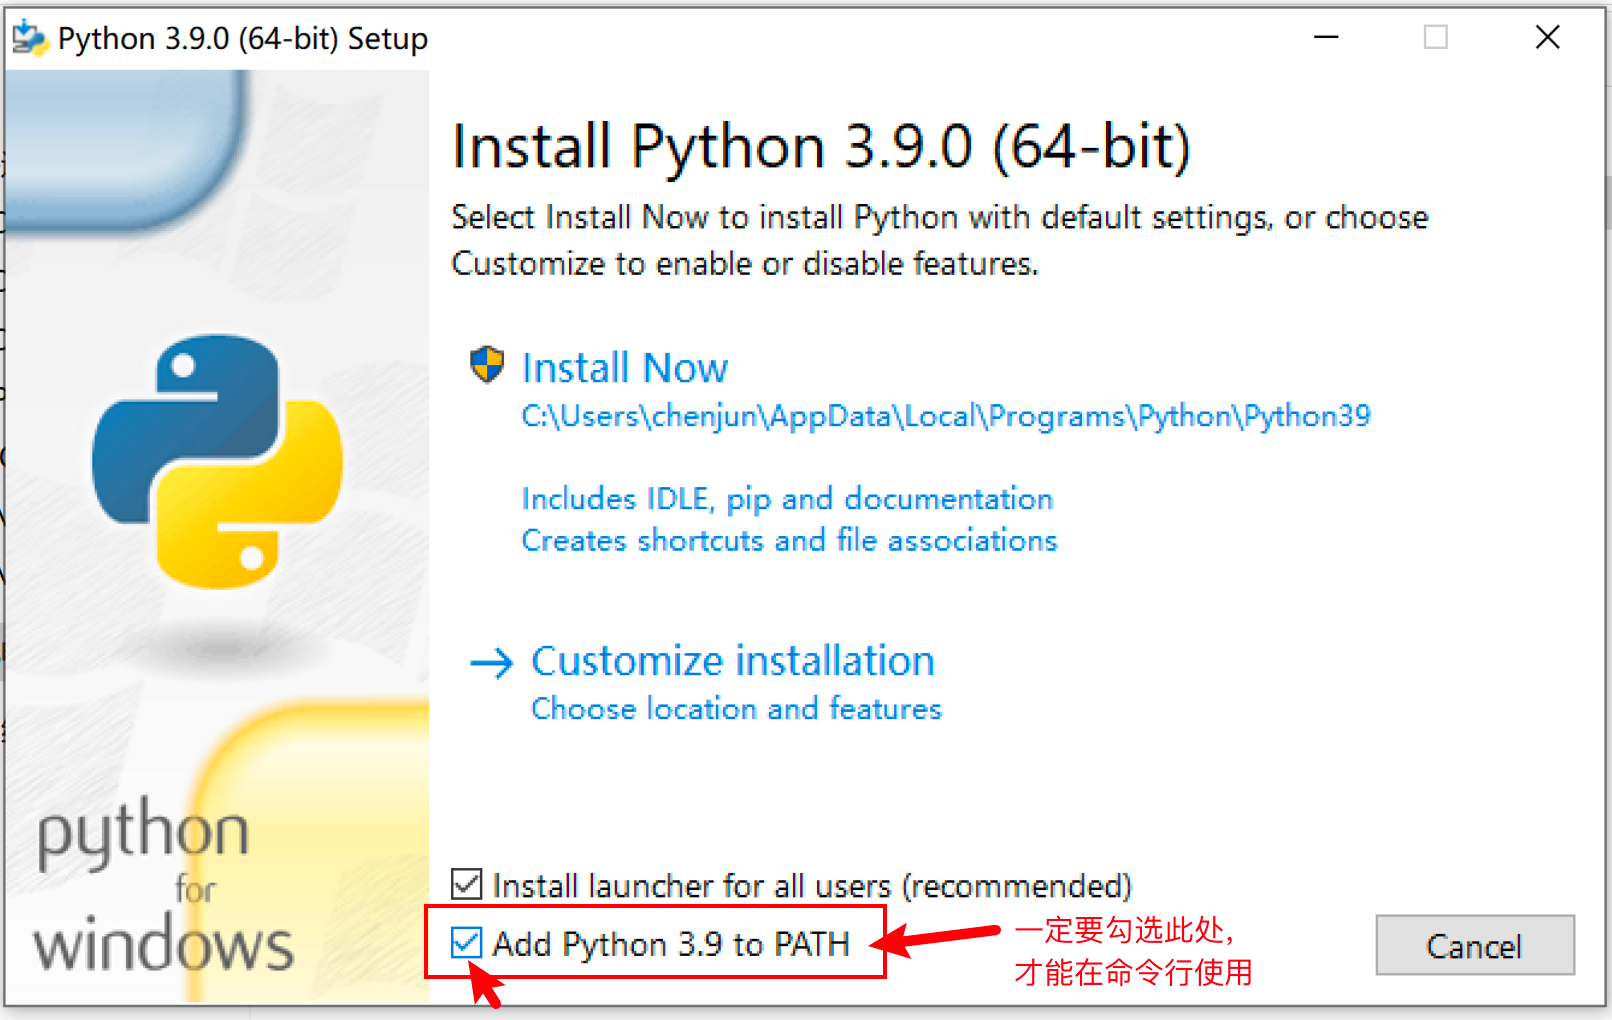 Python 3.9.0 (64-bit) Setup
Install Python 3.9.0 (64-bit)
Select Install Now to install Python with default settings, or choose
Customize to enable or disable features.
Install Now
C:\Users\chenjun\AppData\Local\Programs\Python\Python39
Includes IDLE, pip and documentation
Creates shortcuts and file associations
Customize installation
Choose location and features
python
for
windows
Install launcher for all users (recommended)
Add Python 3.9 to PATH
一定要勾选此处，
才能在命令行使用
Cancel